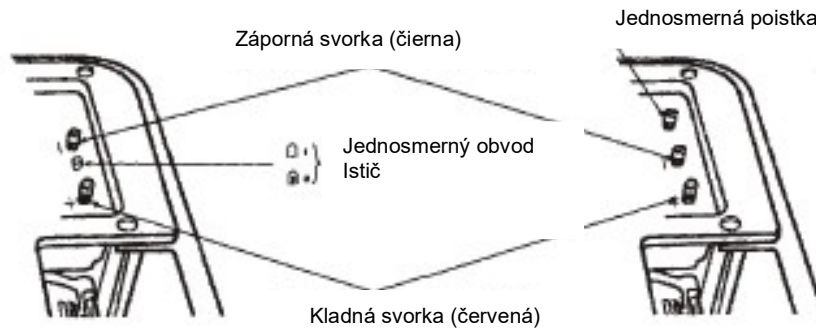 Jednosmerná poistka
Záporná svorka (čierna)
Jednosmerný obvod
Istič
Kladná svorka (červená)